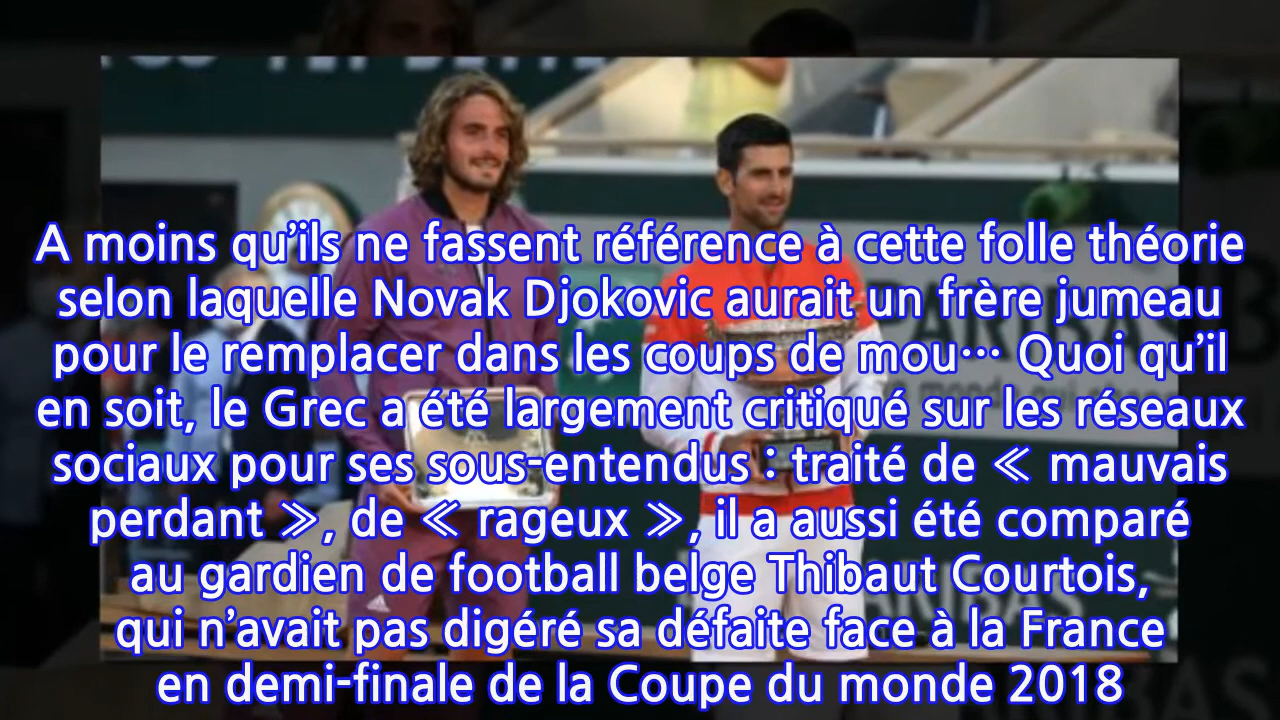 A moins qu’ils ne fassent référence à cette folle théorie
selon laquelle Novak Djokovic aurait un frère jumeau
pour le remplacer dans les coups de mou… Quoi qu’il
en soit, le Grec a été largement critiqué sur les réseaux
sociaux pour ses sous-entendus : traité de ≪ mauvais
perdant ≫, de ≪ rageux ≫, il a aussi été comparé
au gardien de football belge Thibaut Courtois,
qui n’avait pas digéré sa défaite face à la France
en demi-finale de la Coupe du monde 2018